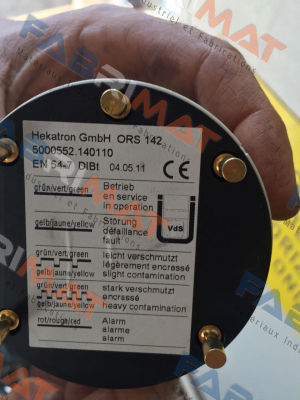 Hekatron GmbH ORS 142
5000552.140110
EN 54-7 DIBt 04.05.11 CE
grün/vert/green
Betrieb
en service
in operation
VdS
gelb/jaune/yellow
Störung
défaillance
fault
grün/vert/green
gelb/jaune/yellow
leicht verschmutzt
légèrement encrassé
slight contamination
grün/vert/green
gelb/jaune/yellow
stark verschmutzt
encrassé
heavy contamination
rot/rouge/red
Alarm
alarme
alarm
FABRIMAT